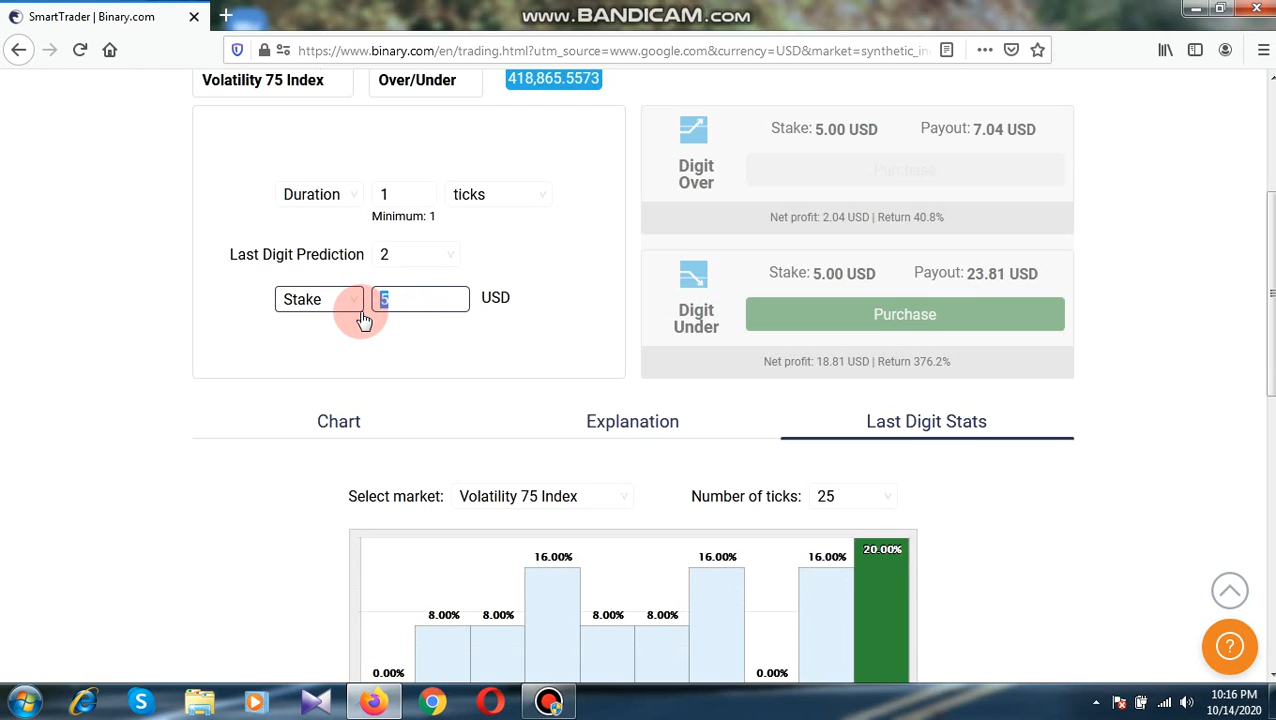 SmartTrader | Binary.com
www.BANDICAM.com
https://www.binary.com/en/trading.html?utm_source=www.google.com&currency=USD&market=synthetic_in
Volatility 75 Index
Over/Under
418,865.5573
Duration
1
ticks
Minimum: 1
Last Digit Prediction
2
Stake
5
USD
Digit
Over
Stake: 5.00 USD
Payout: 7.04 USD
Purchase
Net profit: 2.04 USD | Return 40.8%
Digit
Under
Stake: 5.00 USD
Payout: 23.81 USD
Purchase
Net profit: 18.81 USD | Return 376.2%
Chart
Explanation
Last Digit Stats
Select market:
Volatility 75 Index
Number of ticks:
25
0.00%
8.00%
8.00%
16.00%
8.00%
8.00%
16.00%
0.00%
16.00%
20.00%
?
10:16 PM
10/14/2020